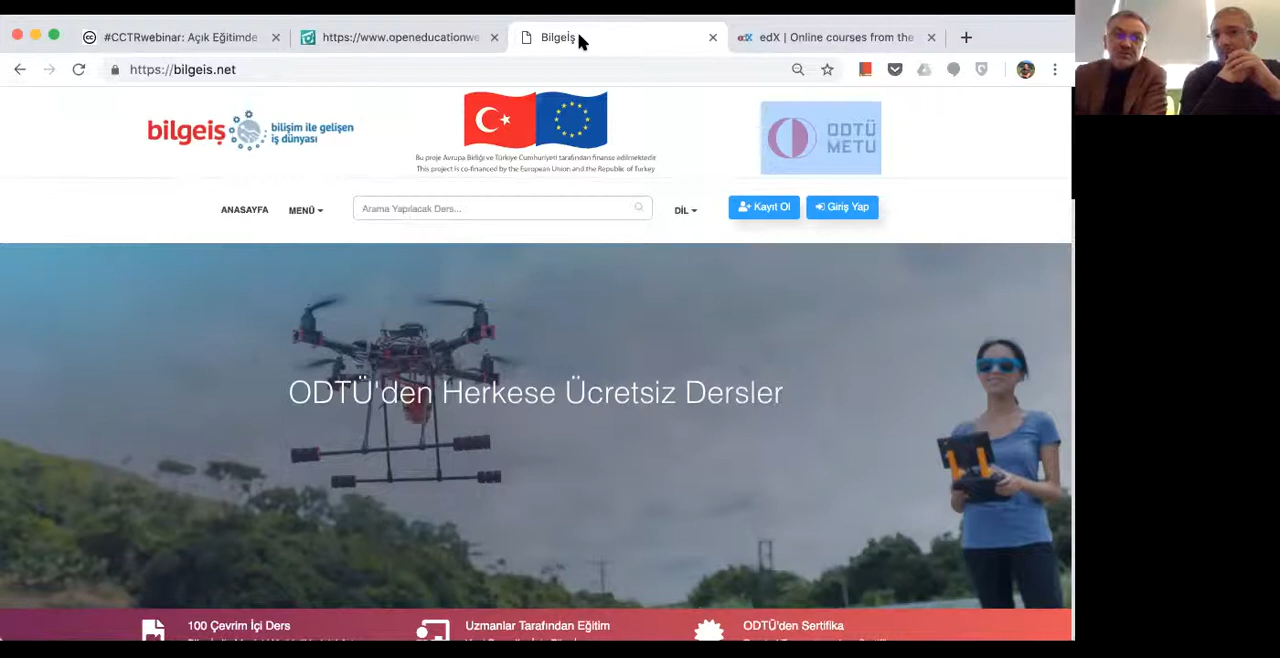 #CCTRwebinar: Açık Eğitimde
https://www.openeducationwe
Bilgeiş
edX | Online courses from the
https://bilgeis.net
bilgeiş
bilişim ile gelişen
iş dünyası
Bu proje Avrupa Birliği ve Türkiye Cumhuriyeti tarafından finanse edilmektedir
This project is co-financed by the European Union and the Republic of Turkey
ODTÜ
METU
ANASAYFA
MENÜ
Arama Yapılacak Ders...
DİL
Kayıt Ol
Giriş Yap
ODTÜ'den Herkese Ücretsiz Dersler
100 Çevrim İçi Ders
Uzmanlar Tarafından Eğitim
ODTÜ'den Sertifika